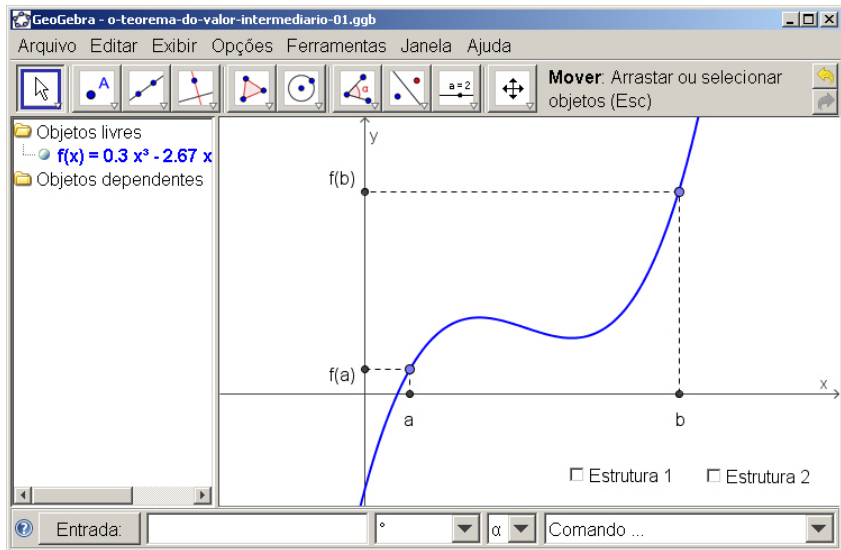 GeoGebra - o-teorema-do-valor-intermediario-01.ggb
Arquivo Editar Exibir Opções Ferramentas Janela Ajuda
A
α
a=2
Mover: Arrastar ou selecionar
objetos (Esc)
Objetos livres
f(x) = 0.3 x³ - 2.67 x
Objetos dependentes
y
f(b)
f(a)
x
a
b
Estrutura 1
Estrutura 2
Entrada:
°
α
Comando ...